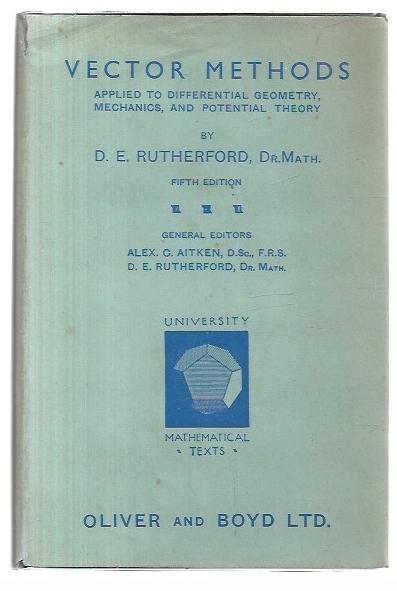 VECTOR METHODS
APPLIED TO DIFFERENTIAL GEOMETRY,
MECHANICS, AND POTENTIAL THEORY
BY
D. E. RUTHERFORD, DR. MATH.
FIFTH EDITION
GENERAL EDITORS
ALEX. C. AITKEN, D.Sc., F.R.S.
D. E. RUTHERFORD, DR. MATH.
UNIVERSITY
MATHEMATICAL
· TEXTS ·
OLIVER AND BOYD LTD.